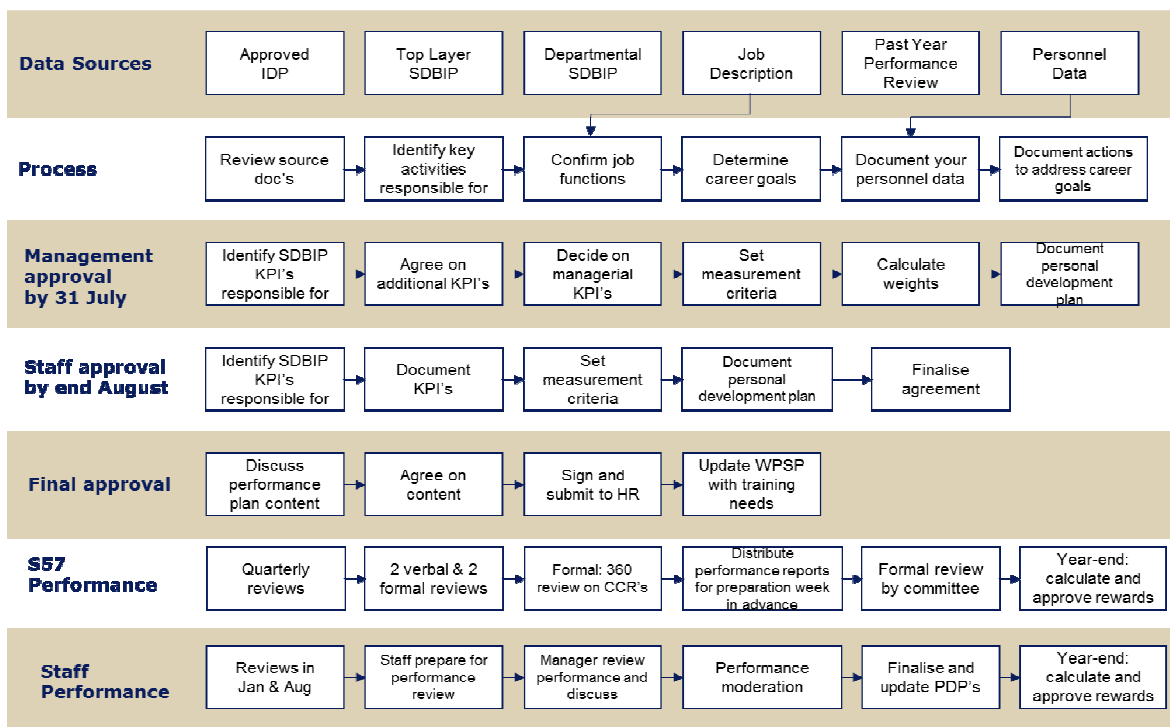 Data Sources
Approved
IDP
Top Layer
SDBIP
Departmental
SDBIP
Job
Description
Past Year
Performance
Review
Personnel
Data
Process
Review source
doc's
Identify key
activities
responsible for
Confirm job
functions
Determine
career goals
Document your
personnel data
Document actions
to address career
goals
Management
approval
by 31 July
Identify SDBIP
KPI's
responsible for
Agree on
additional KPI's
Decide on
managerial
KPI's
Set
measurement
criteria
Calculate
weights
Document
personal
development
plan
Staff approval
by end August
Identify SDBIP
KPI's
responsible for
Document
KPI's
Set
measurement
criteria
Document
personal
development plan
Finalise
agreement
Final approval
Discuss
performance
plan content
Agree on
content
Sign and
submit to HR
Update WPSP
with training
needs
S57
Performance
Quarterly
reviews
2 verbal & 2
formal reviews
Formal: 360
review on CCR's
Distribute
performance reports
for preparation week
in advance
Formal review
by committee
Year-end:
calculate and
approve rewards
Staff
Performance
Reviews in
Jan & Aug
Staff prepare for
performance
review
Manager review
performance and
discuss
Performance
moderation
Finalise and
update PDP's
Year-end:
calculate and
approve rewards